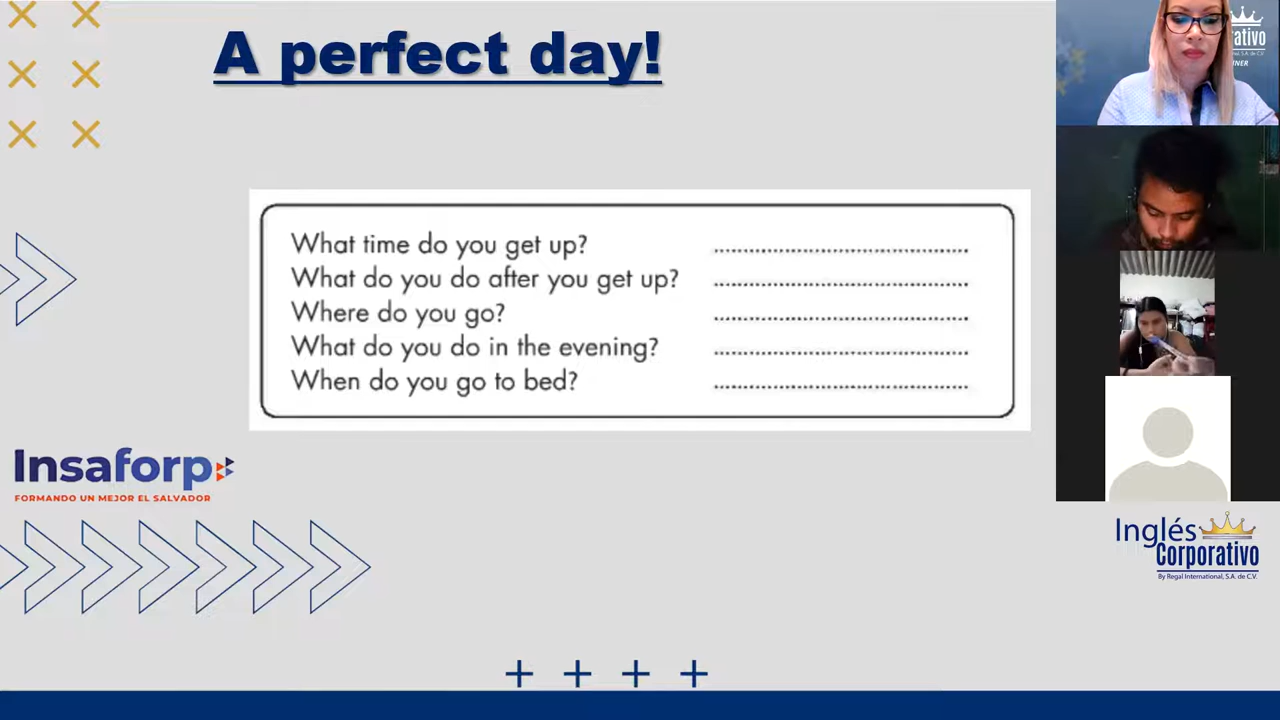 A perfect day!
What time do you get up? ........................................
What do you do after you get up? ........................................
Where do you go? ........................................
What do you do in the evening? ........................................
When do you go to bed? ........................................
Insaforp
FORMANDO UN MEJOR EL SALVADOR
Inglés
Corporativo
By Regal International, S.A. de C.V.